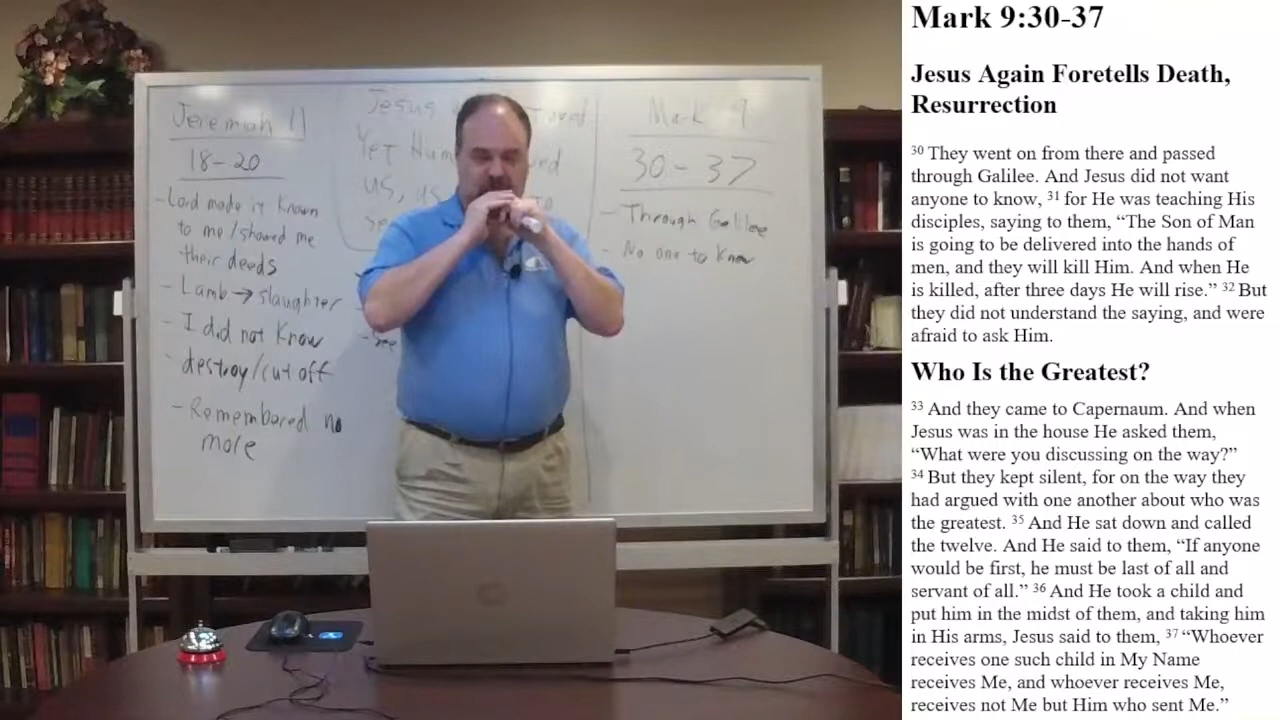 Jeremiah 11
18-20
- Lord made it known
to me/showed me
their deeds
- Lamb → slaughter
- I did not know
- destroy/cut off
- Remembered no
more
Jesus
Yet Hum
us, as to
- See
Mark 9
30-37
- Through Galilee
- No one to know
Mark 9:30-37
Jesus Again Foretells Death,
Resurrection
30 They went on from there and passed
through Galilee. And Jesus did not want
anyone to know, 31 for He was teaching His
disciples, saying to them, “The Son of Man
is going to be delivered into the hands of
men, and they will kill Him. And when He
is killed, after three days He will rise.” 32 But
they did not understand the saying, and were
afraid to ask Him.
Who Is the Greatest?
33 And they came to Capernaum. And when
Jesus was in the house He asked them,
“What were you discussing on the way?”
34 But they kept silent, for on the way they
had argued with one another about who was
the greatest. 35 And He sat down and called
the twelve. And He said to them, “If anyone
would be first, he must be last of all and
servant of all.” 36 And He took a child and
put him in the midst of them, and taking him
in His arms, Jesus said to them, 37 “Whoever
receives one such child in My Name
receives Me, and whoever receives Me,
receives not Me but Him who sent Me.”